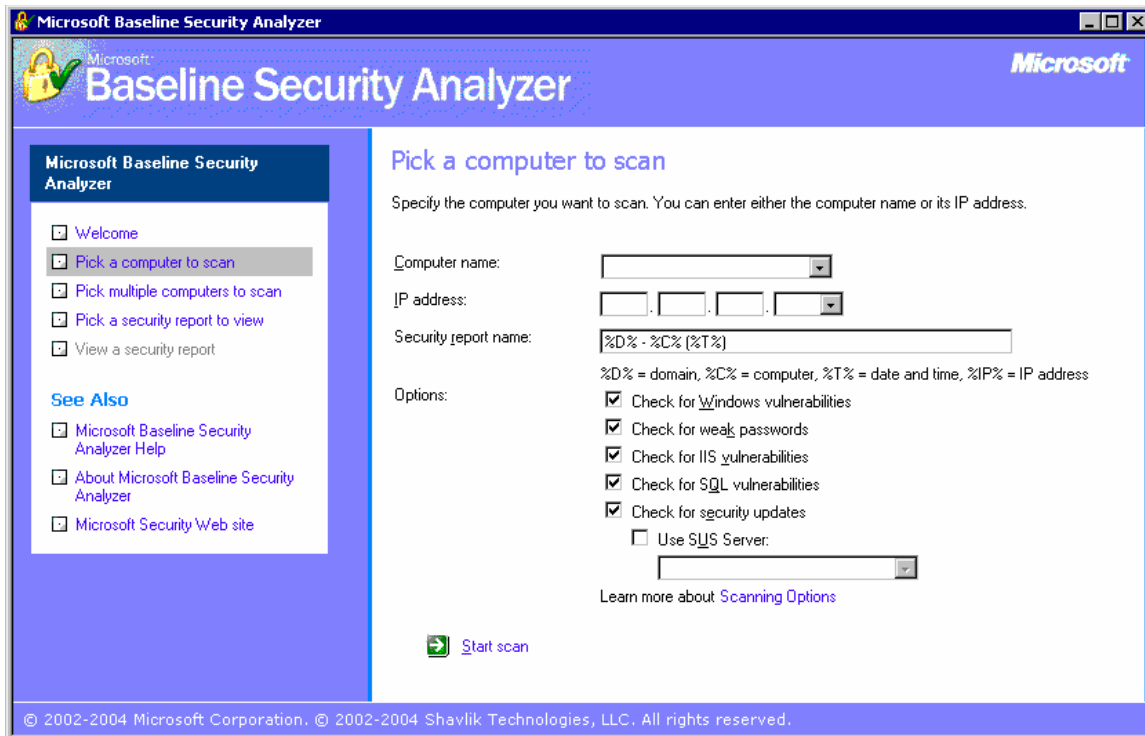 Microsoft Baseline Security Analyzer
Microsoft
Baseline Security Analyzer
Microsoft
Microsoft Baseline Security
Analyzer
Welcome
Pick a computer to scan
Pick multiple computers to scan
Pick a security report to view
View a security report
See Also
Microsoft Baseline Security
Analyzer Help
About Microsoft Baseline Security
Analyzer
Microsoft Security Web site
Pick a computer to scan
Specify the computer you want to scan. You can enter either the computer name or its IP address.
Computer name:
IP address:
Security report name:
%D% - %C% (%T%)
%D% = domain, %C% = computer, %T% = date and time, %IP% = IP address
Options:
Check for Windows vulnerabilities
Check for weak passwords
Check for IIS vulnerabilities
Check for SQL vulnerabilities
Check for security updates
Use SUS Server:
Learn more about Scanning Options
Start scan
© 2002-2004 Microsoft Corporation. © 2002-2004 Shavlik Technologies, LLC. All rights reserved.